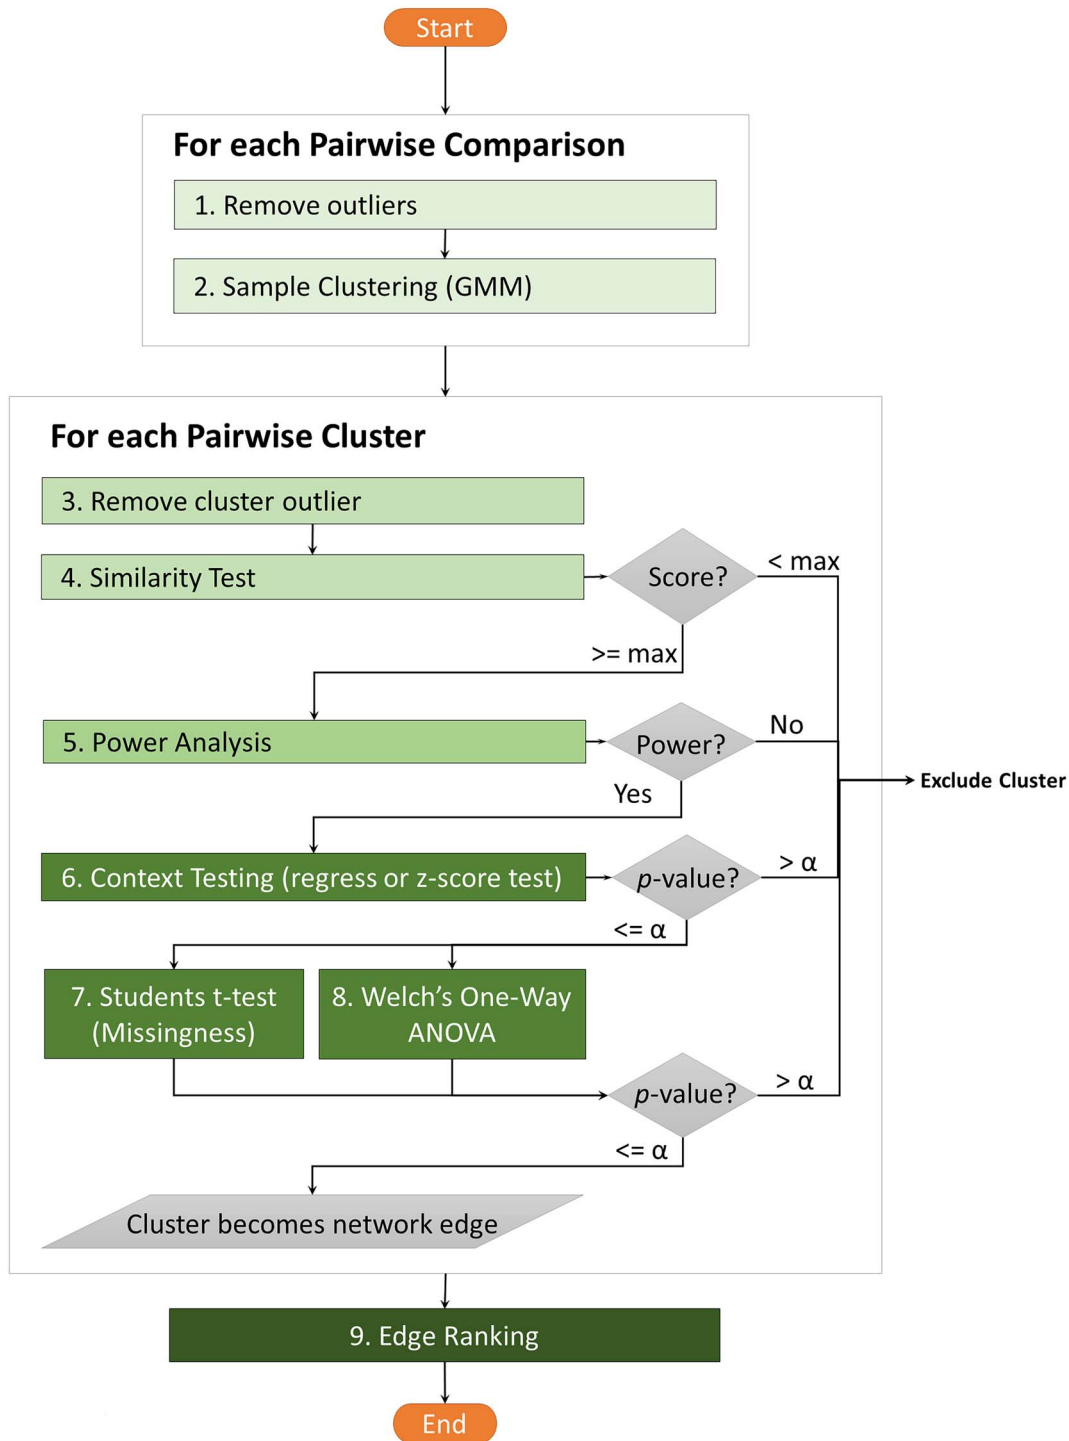 Start
For each Pairwise Comparison
1. Remove outliers
2. Sample Clustering (GMM)
For each Pairwise Cluster
3. Remove cluster outlier
4. Similarity Test
Score?
< max
>= max
5. Power Analysis
Power?
No
Yes
Exclude Cluster
6. Context Testing (regress or z-score test)
p-value?
> α
<= α
7. Students t-test
(Missingness)
8. Welch’s One-Way
ANOVA
p-value?
> α
<= α
Cluster becomes network edge
9. Edge Ranking
End